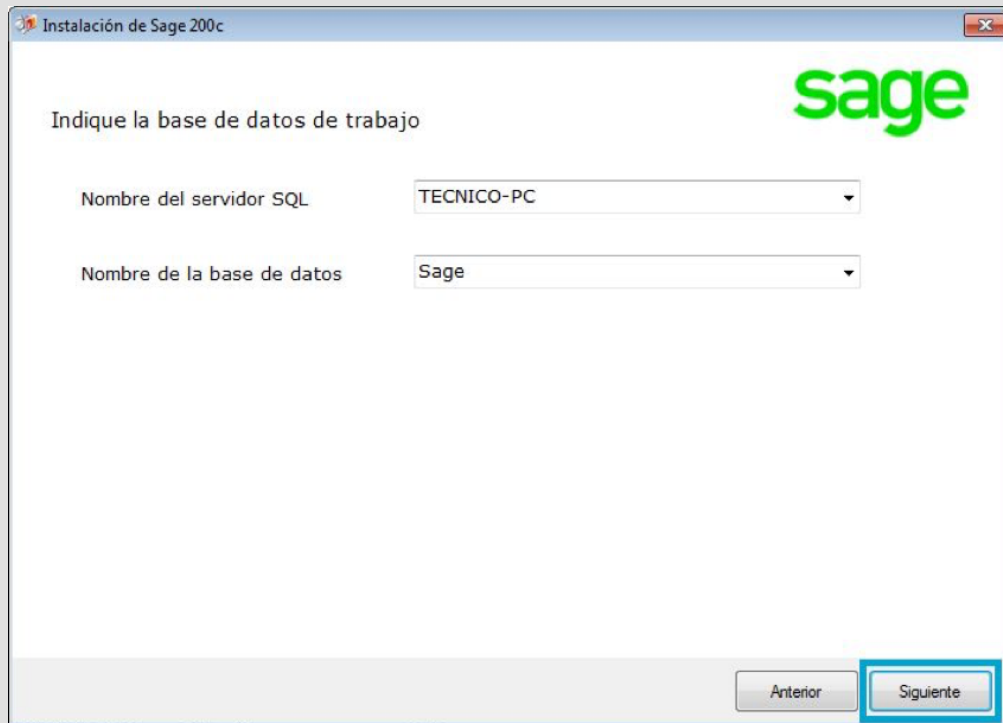 Instalación de Sage 200c
sage
Indique la base de datos de trabajo
Nombre del servidor SQL TECNICO-PC
Nombre de la base de datos Sage
Anterior Siguiente